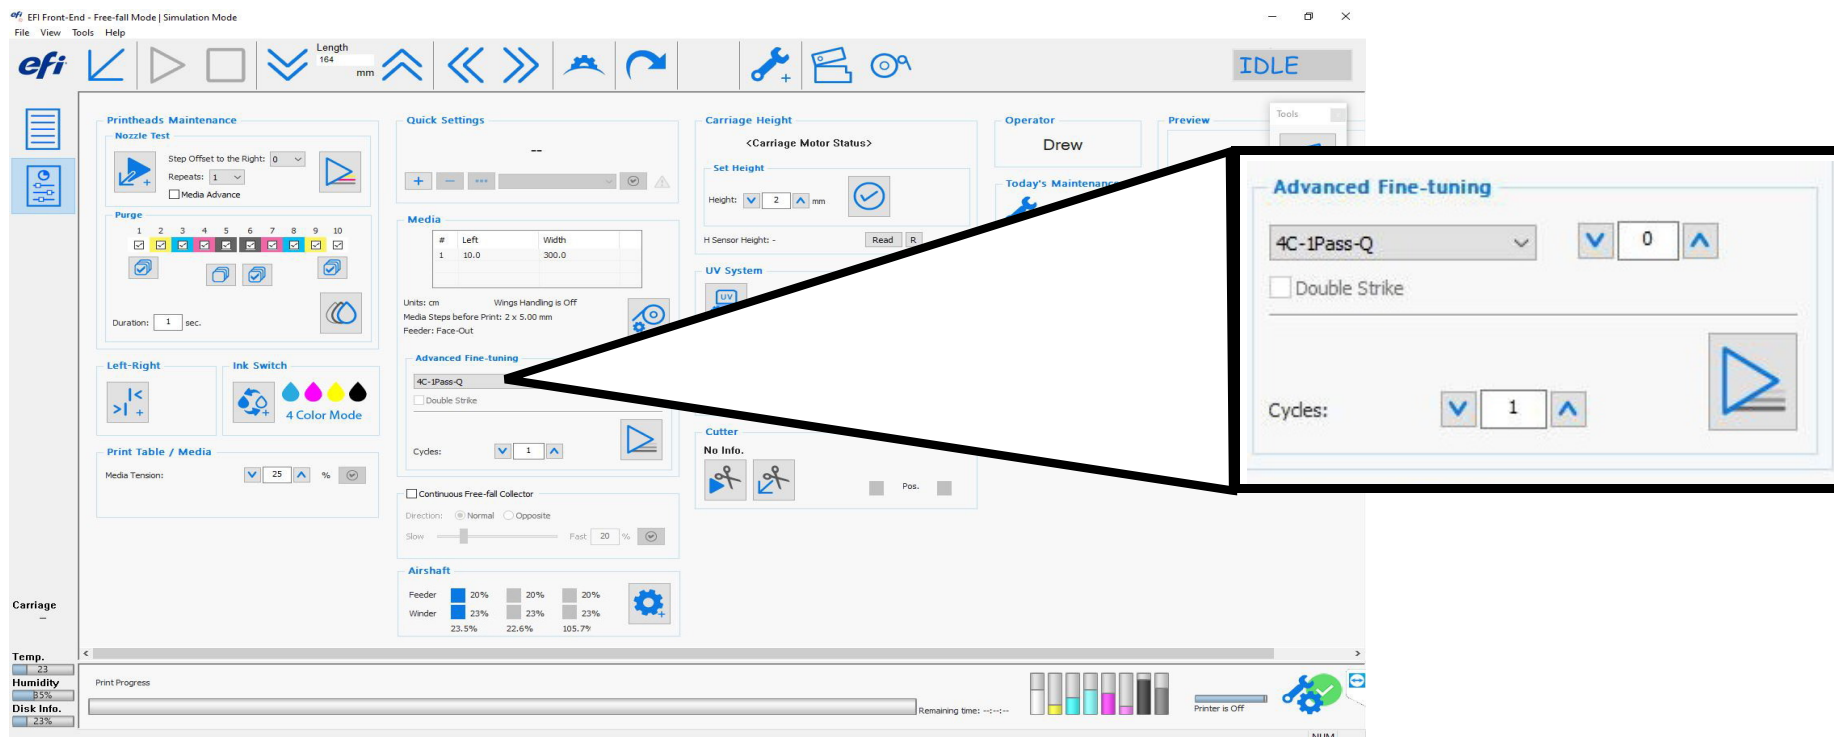 efi EFI Front-End - Free-fall Mode | Simulation Mode
File View Tools Help
efi
Length
164
mm
IDLE
Printheads Maintenance
Nozzle Test
Step Offset to the Right: 0
Repeats: 1
Media Advance
Purge
1 2 3 4 5 6 7 8 9 10
Duration: 1 sec.
Left-Right
Ink Switch
4 Color Mode
Print Table / Media
Media Tension: 25 %
Quick Settings
--
Media
# Left Width
1 10.0 300.0
Units: cm Wings Handling is Off
Media Steps before Print: 2 x 5.00 mm
Feeder: Face-Out
Advanced Fine-tuning
4C-1Pass-Q
Double Strike
Cycles: 1
Continuous Free-fall Collector
Direction: Normal Opposite
Slow Fast 20 %
Airshaft
Feeder 20% 20% 20%
Winder 23% 23% 23%
23.5% 22.6% 105.7%
Carriage Height
<Carriage Motor Status>
Set Height
Height: 2 mm
H Sensor Height: - Read R
UV System
UV
Cutter
No Info.
Pos.
Operator
Drew
Today's Maintenance
Preview
Tools
Advanced Fine-tuning
4C-1Pass-Q 0
Double Strike
Cycles: 1
Carriage
--
Temp.
23
Humidity
35%
Disk Info.
23%
Print Progress
Remaining time: --:--:--
Printer is Off
NUM